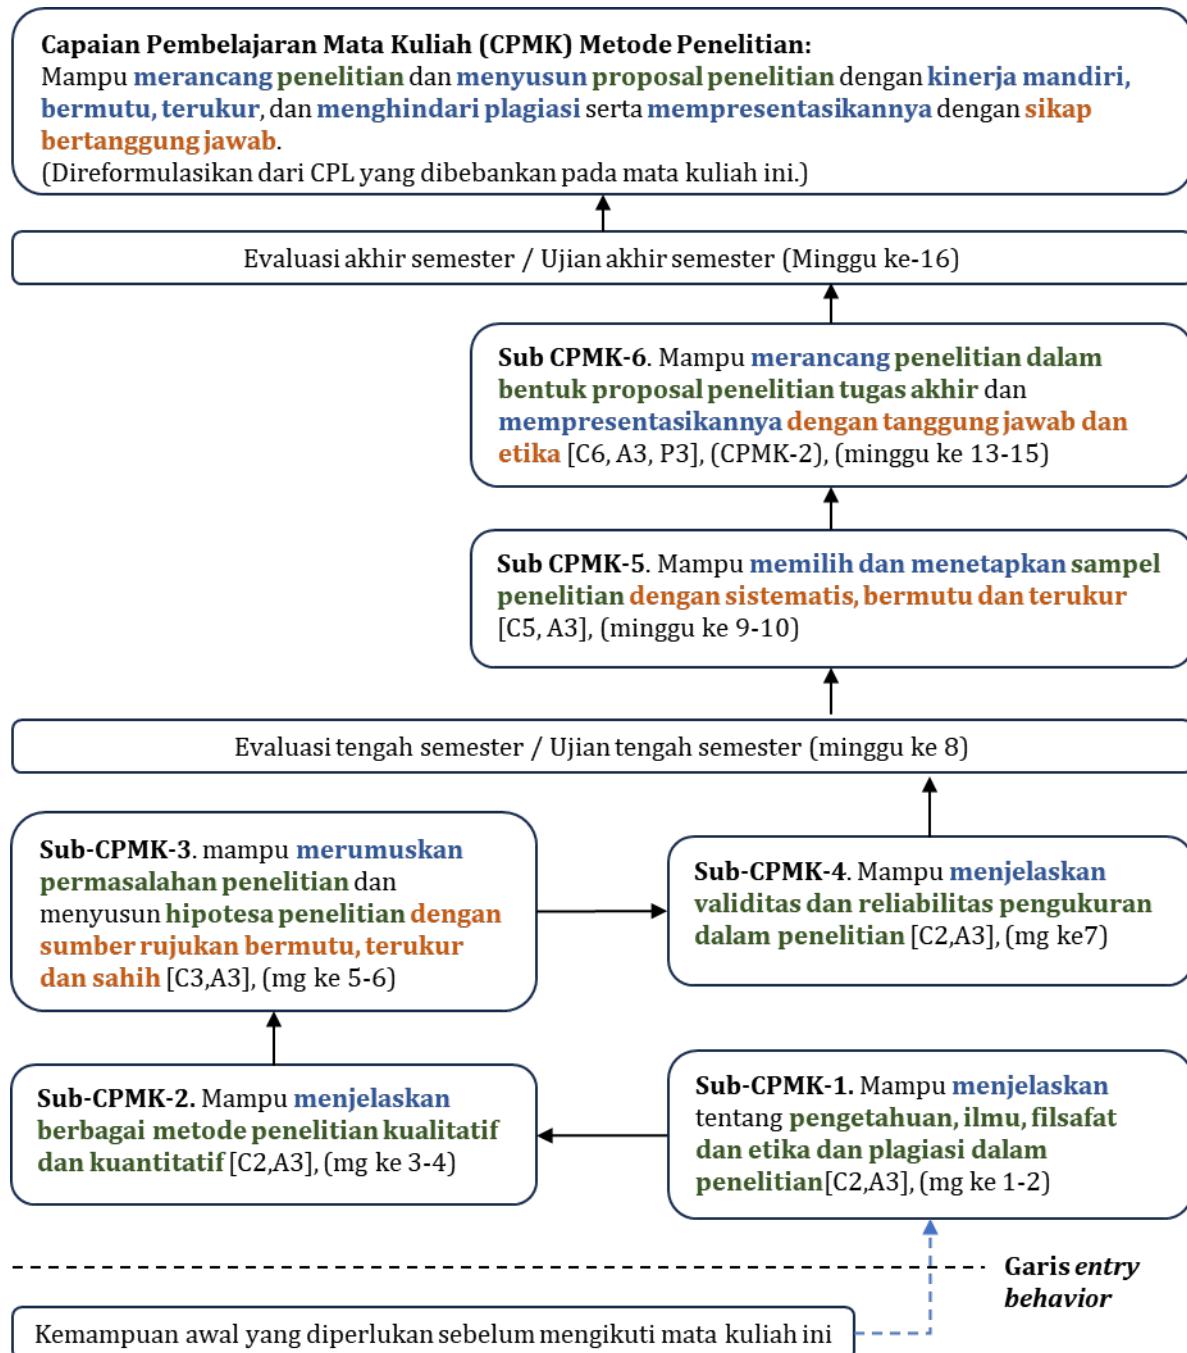 Capaian Pembelajaran Mata Kuliah (CPMK) Metode Penelitian:
Mampu merancang penelitian dan menyusun proposal penelitian dengan kinerja mandiri,
bermutu, terukur, dan menghindari plagiasi serta mempresentasikannya dengan sikap
bertanggung jawab.
(Direformulasikan dari CPL yang dibebankan pada mata kuliah ini.)
Evaluasi akhir semester / Ujian akhir semester (Minggu ke-16)
Sub CPMK-6. Mampu merancang penelitian dalam
bentuk proposal penelitian tugas akhir dan
mempresentasikannya dengan tanggung jawab dan
etika [C6, A3, P3], (CPMK-2), (minggu ke 13-15)
Sub CPMK-5. Mampu memilih dan menetapkan sampel
penelitian dengan sistematis, bermutu dan terukur
[C5, A3], (minggu ke 9-10)
Evaluasi tengah semester / Ujian tengah semester (minggu ke 8)
Sub-CPMK-3. mampu merumuskan
permasalahan penelitian dan
menyusun hipotesa penelitian dengan
sumber rujukan bermutu, terukur
dan sahih [C3,A3], (mg ke 5-6)
Sub-CPMK-4. Mampu menjelaskan
validitas dan reliabilitas pengukuran
dalam penelitian [C2,A3], (mg ke7)
Sub-CPMK-2. Mampu menjelaskan
berbagai metode penelitian kualitatif
dan kuantitatif [C2,A3], (mg ke 3-4)
Sub-CPMK-1. Mampu menjelaskan
tentang pengetahuan, ilmu, filsafat
dan etika dan plagiasi dalam
penelitian[C2,A3], (mg ke 1-2)
Garis entry
behavior
Kemampuan awal yang diperlukan sebelum mengikuti mata kuliah ini